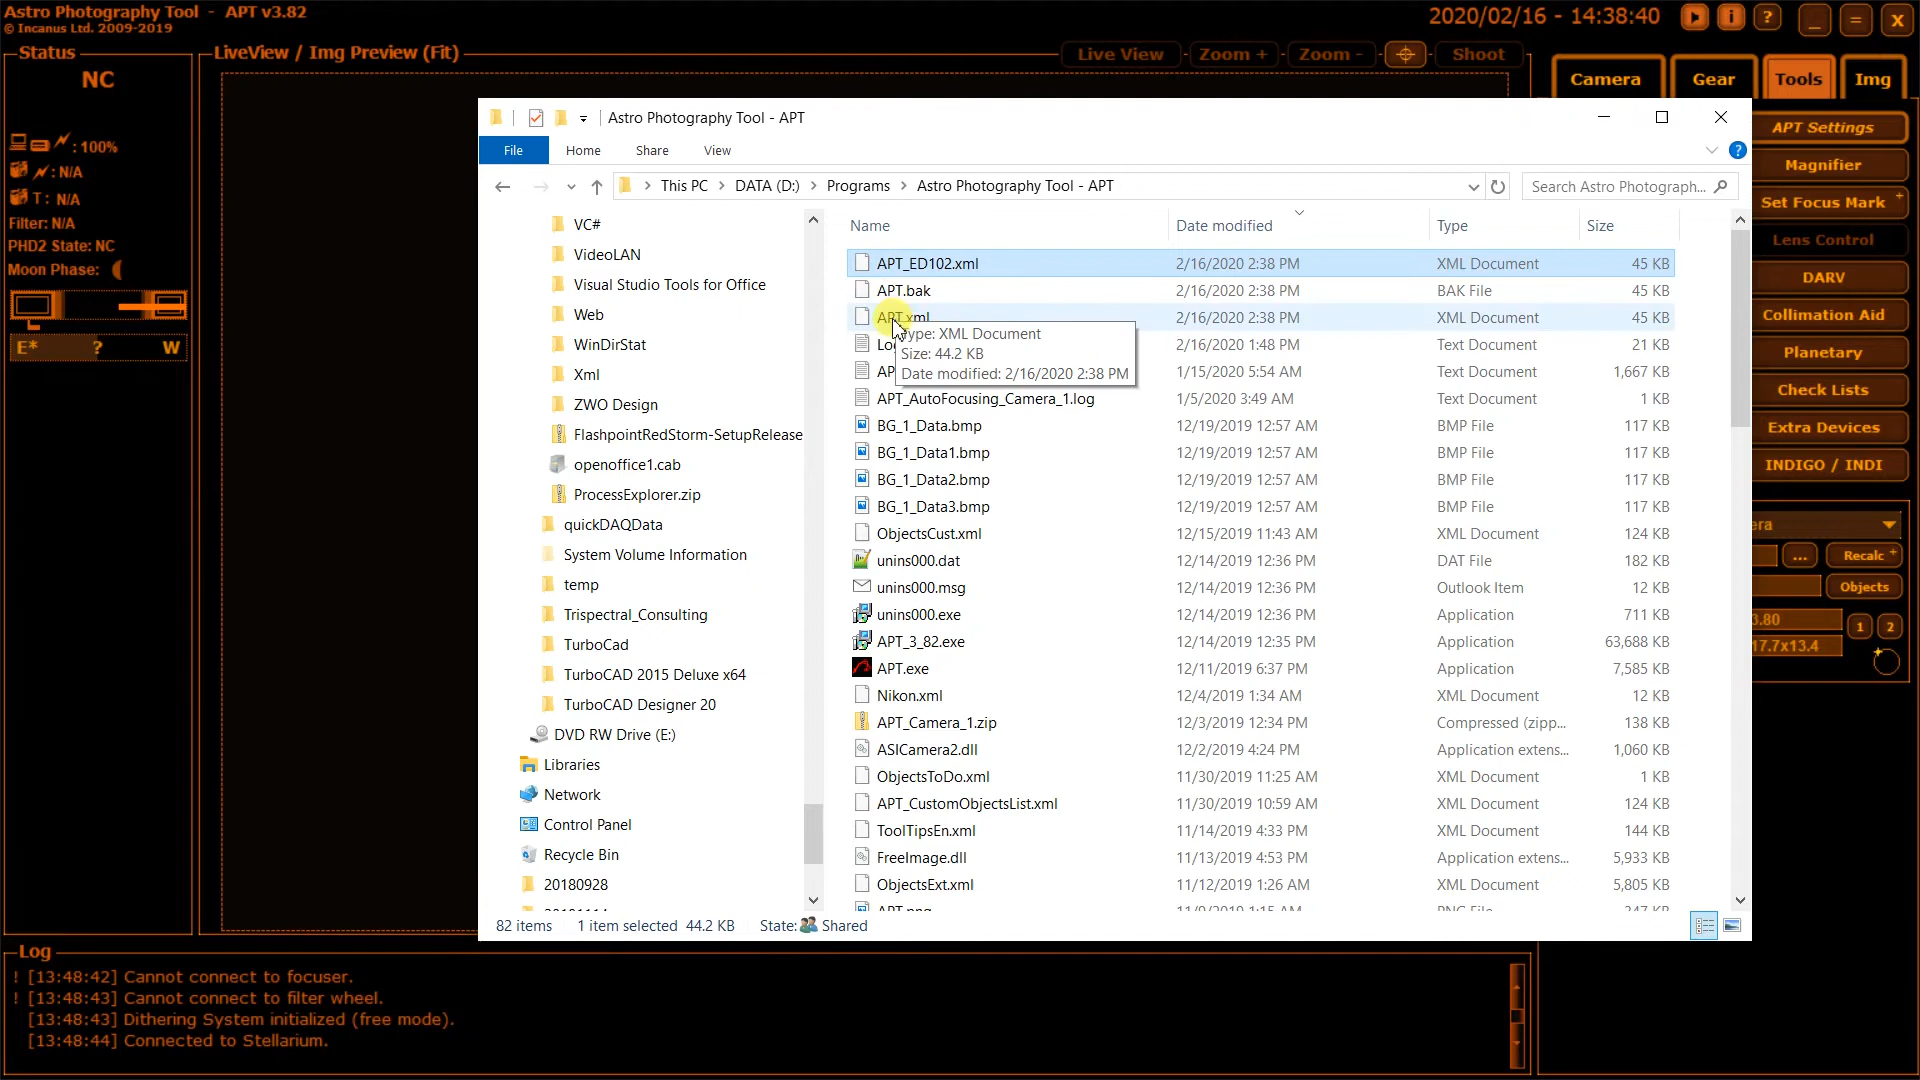 Astro Photography Tool - APT v3.82
© Incanus Ltd. 2009-2019
2020/02/16 - 14:38:40
i
?
_
=
X
Status
NC
: 100%
: N/A
T : N/A
Filter: N/A
PHD2 State: NC
Moon Phase:
E* ? W
LiveView / Img Preview (Fit)
Live View - Zoom + - Zoom - - - Shoot
Camera Gear Tools Img
APT Settings
Magnifier
Set Focus Mark +
Lens Control
DARV
Collimation Aid
Planetary
Check Lists
Extra Devices
INDIGO / INDI
era
... Recalc +
Objects
3.80 1 2
17.7x13.4
Astro Photography Tool - APT
File Home Share View ?
This PC > DATA (D:) > Programs > Astro Photography Tool - APT
Search Astro Photograph...
VC#
VideoLAN
Visual Studio Tools for Office
Web
WinDirStat
Xml
ZWO Design
FlashpointRedStorm-SetupRelease
openoffice1.cab
ProcessExplorer.zip
quickDAQData
System Volume Information
temp
Trispectral_Consulting
TurboCad
TurboCAD 2015 Deluxe x64
TurboCAD Designer 20
DVD RW Drive (E:)
Libraries
Network
Control Panel
Recycle Bin
20180928
Name Date modified Type Size
APT_ED102.xml 2/16/2020 2:38 PM XML Document 45 KB
APT.bak 2/16/2020 2:38 PM BAK File 45 KB
APT.xml 2/16/2020 2:38 PM XML Document 45 KB
2/16/2020 1:48 PM Text Document 21 KB
1/15/2020 5:54 AM Text Document 1,667 KB
Type: XML Document
Size: 44.2 KB
Date modified: 2/16/2020 2:38 PM
APT_AutoFocusing_Camera_1.log 1/5/2020 3:49 AM Text Document 1 KB
BG_1_Data.bmp 12/19/2019 12:57 AM BMP File 117 KB
BG_1_Data1.bmp 12/19/2019 12:57 AM BMP File 117 KB
BG_1_Data2.bmp 12/19/2019 12:57 AM BMP File 117 KB
BG_1_Data3.bmp 12/19/2019 12:57 AM BMP File 117 KB
ObjectsCust.xml 12/15/2019 11:43 AM XML Document 124 KB
unins000.dat 12/14/2019 12:36 PM DAT File 182 KB
unins000.msg 12/14/2019 12:36 PM Outlook Item 12 KB
unins000.exe 12/14/2019 12:36 PM Application 711 KB
APT_3_82.exe 12/14/2019 12:35 PM Application 63,688 KB
APT.exe 12/11/2019 6:37 PM Application 7,585 KB
Nikon.xml 12/4/2019 1:34 AM XML Document 12 KB
APT_Camera_1.zip 12/3/2019 12:34 PM Compressed (zipp... 138 KB
ASICamera2.dll 12/2/2019 4:24 PM Application extens... 1,060 KB
ObjectsToDo.xml 11/30/2019 11:25 AM XML Document 1 KB
APT_CustomObjectsList.xml 11/30/2019 10:59 AM XML Document 124 KB
ToolTipsEn.xml 11/14/2019 4:33 PM XML Document 144 KB
FreeImage.dll 11/13/2019 4:53 PM Application extens... 5,933 KB
ObjectsExt.xml 11/12/2019 1:26 AM XML Document 5,805 KB
82 items 1 item selected 44.2 KB State: Shared
Log
! [13:48:42] Cannot connect to focuser.
! [13:48:43] Cannot connect to filter wheel.
[13:48:43] Dithering System initialized (free mode).
[13:48:44] Connected to Stellarium.